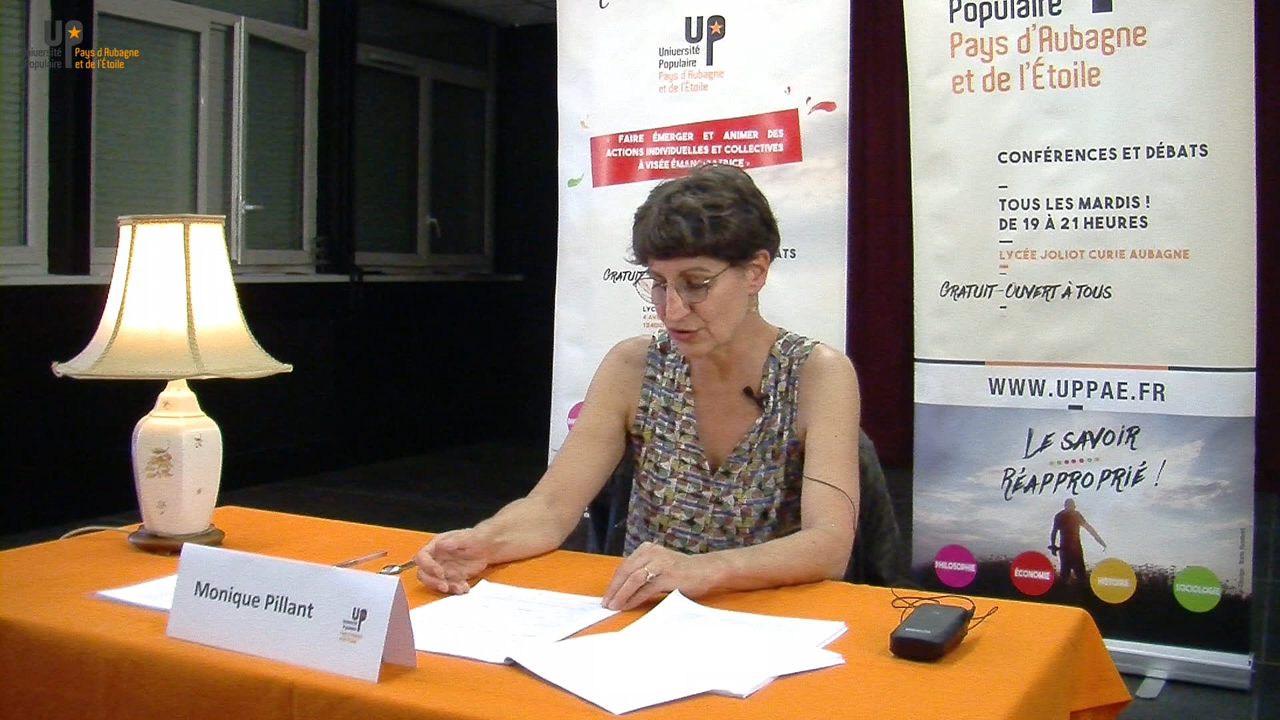 UP
Université
Populaire
Pays d'Aubagne
et de l'Étoile
UP
Université
Populaire
Pays d'Aubagne
et de l'Étoile
FAIRE ÉMERGER ET ANIMER DES
ACTIONS INDIVIDUELLES ET COLLECTIVES
À VISÉE
GRATUIT
Populaire
Pays d'Aubagne
et de l'Étoile
CONFÉRENCES ET DÉBATS
TOUS LES MARDIS !
DE 19 À 21 HEURES
LYCÉE JOLIOT CURIE AUBAGNE
GRATUIT-OUVERT À TOUS
WWW.UPPAE.FR
LE SAVOIR
RÉAPPROPRIÉ !
PHILOSOPHIE
ÉCONOMIE
HISTOIRE
SOCIOLOGIE
Monique Pillant
UP